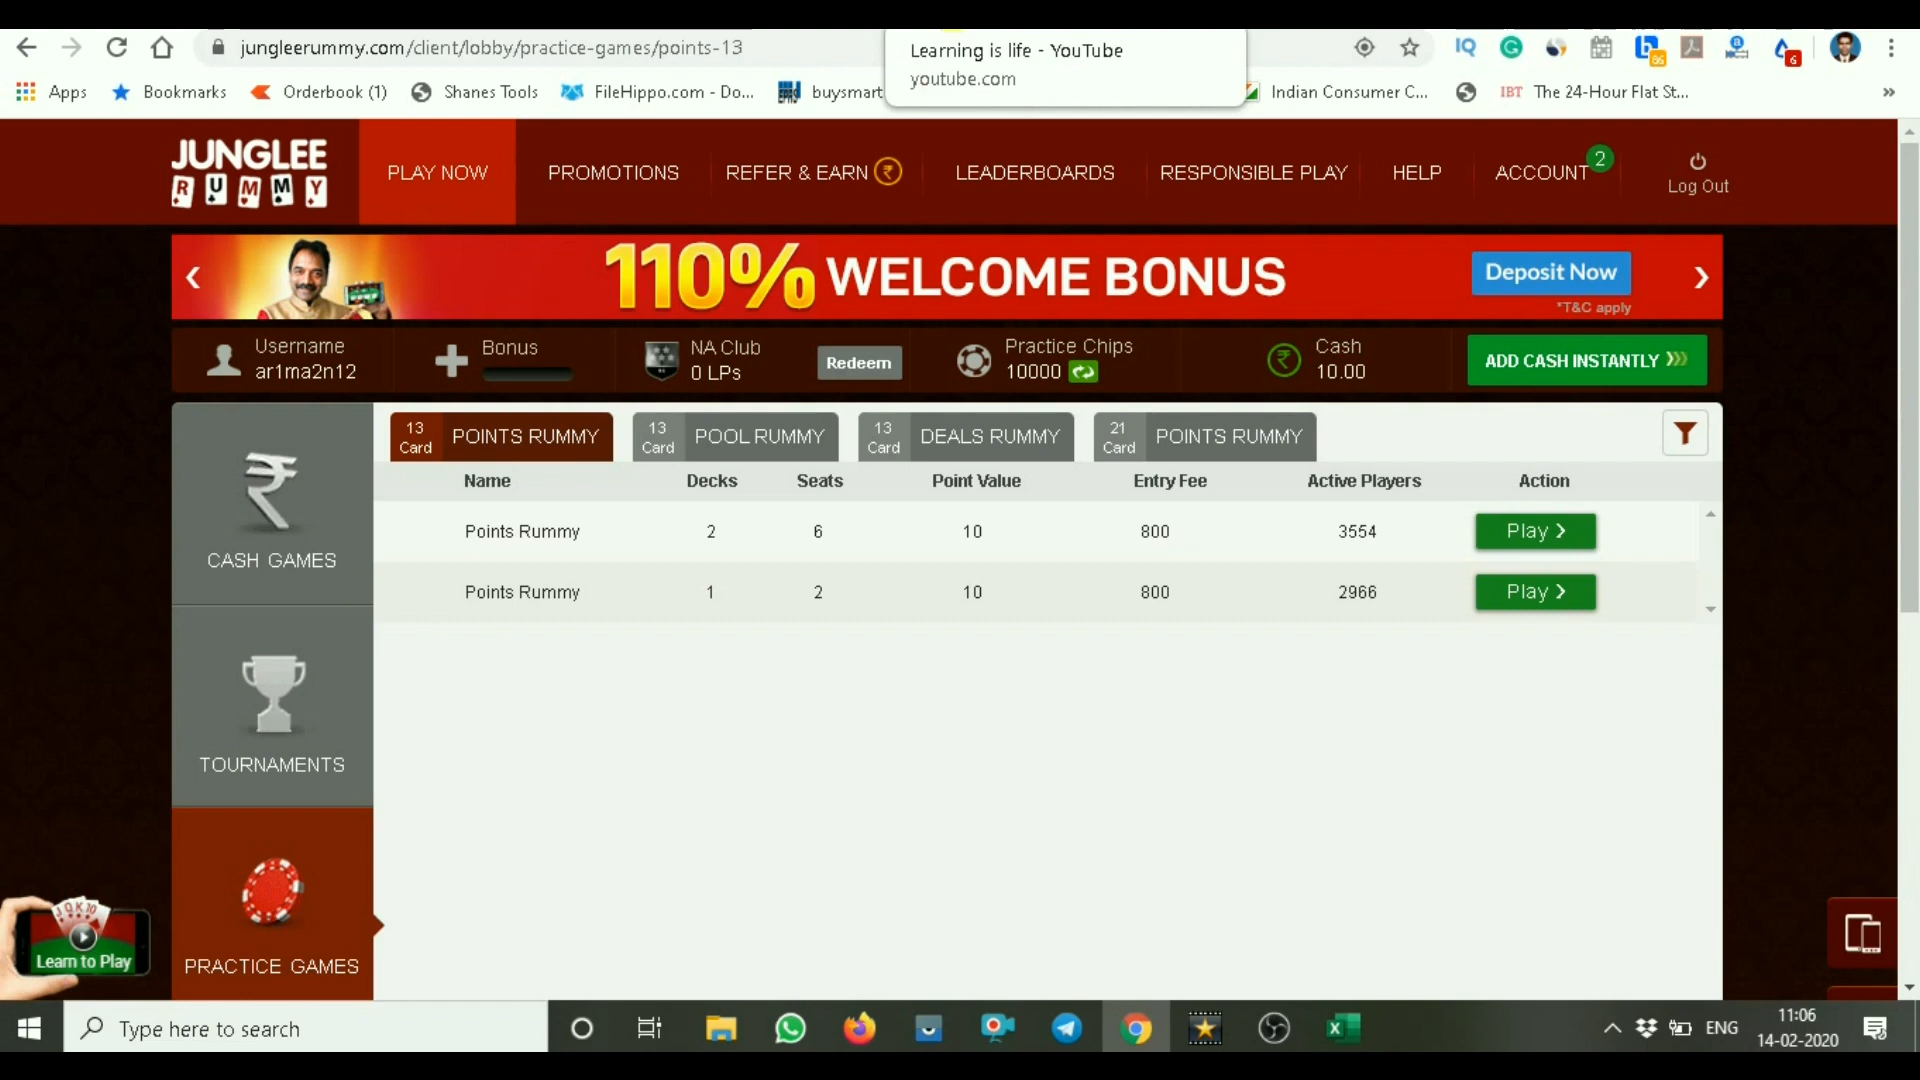 jungleerummy.com/client/lobby/practice-games/points-13
Learning is life - YouTube
youtube.com
IQ
86
6
Apps
Bookmarks
Orderbook (1)
Shanes Tools
FileHippo.com - Do...
buysmart
Indian Consumer C...
IBT The 24-Hour Flat St...
»
JUNGLEE
RUMMY
PLAY NOW
PROMOTIONS
REFER & EARN ₹
LEADERBOARDS
RESPONSIBLE PLAY
HELP
ACCOUNT 2
Log Out
110% WELCOME BONUS
Deposit Now
*T&C apply
Username
ar1ma2n12
Bonus
NA Club
0 LPs
Redeem
Practice Chips
10000
Cash
10.00
ADD CASH INSTANTLY »»
CASH GAMES
TOURNAMENTS
PRACTICE GAMES
13 Card POINTS RUMMY
13 Card POOL RUMMY
13 Card DEALS RUMMY
21 Card POINTS RUMMY
Name Decks Seats Point Value Entry Fee Active Players Action
Points Rummy 2 6 10 800 3554 Play >
Points Rummy 1 2 10 800 2966 Play >
J Q K 10
Learn to Play
Type here to search
ENG
11:06
14-02-2020